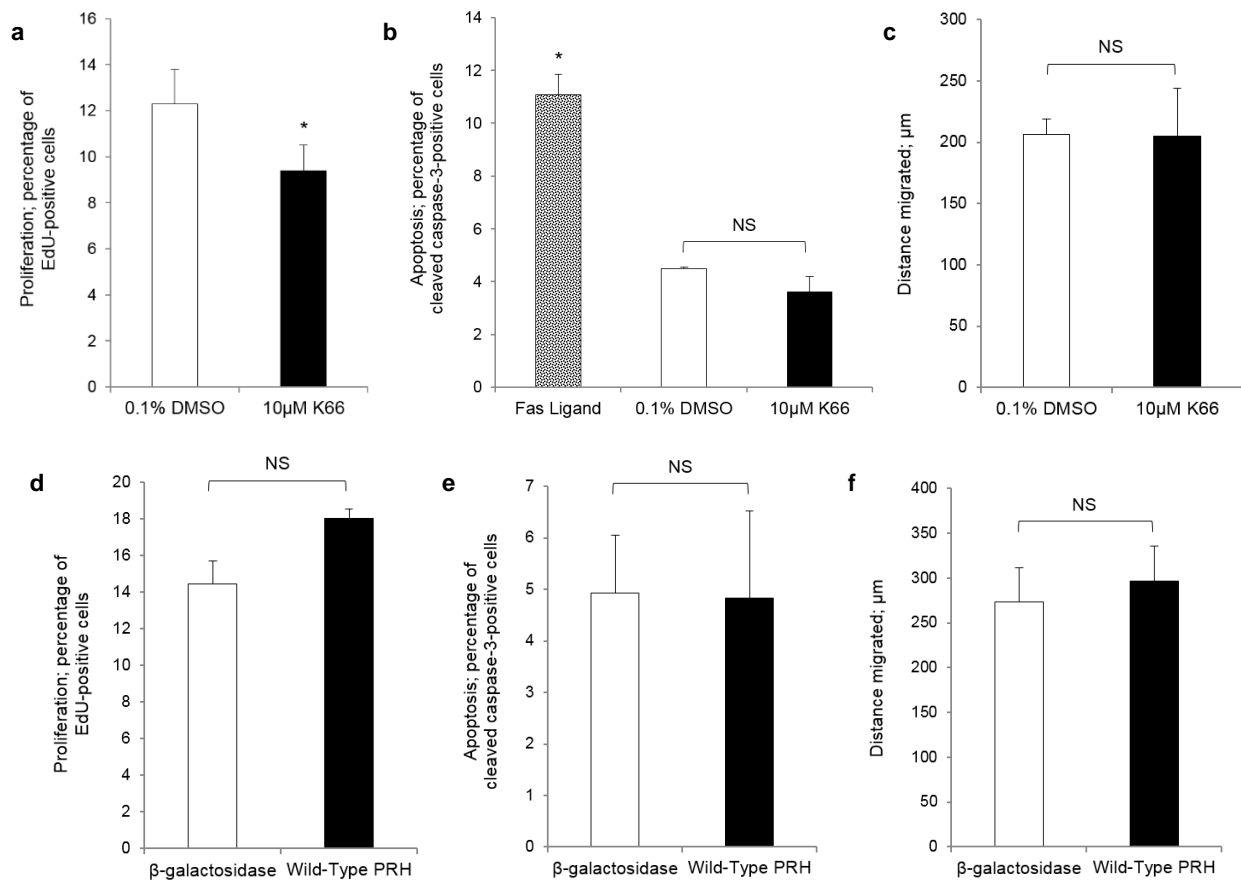 a
Proliferation; percentage of
EdU-positive cells
16
14
12
10
8
6
4
2
0
*
0.1% DMSO
10µM K66
b
Apoptosis; percentage of
cleaved caspase-3-positive cells
14
12
10
8
6
4
2
0
*
NS
Fas Ligand
0.1% DMSO
10µM K66
c
Distance migrated; µm
300
250
200
150
100
50
0
NS
0.1% DMSO
10µM K66
d
Proliferation; percentage of
EdU-positive cells
20
18
16
14
12
10
8
6
4
2
0
NS
β-galactosidase
Wild-Type PRH
e
Apoptosis; percentage of
cleaved caspase-3-positive cells
7
6
5
4
3
2
1
0
NS
β-galactosidase
Wild-Type PRH
f
Distance migrated; µm
400
350
300
250
200
150
100
50
0
NS
β-galactosidase
Wild-Type PRH